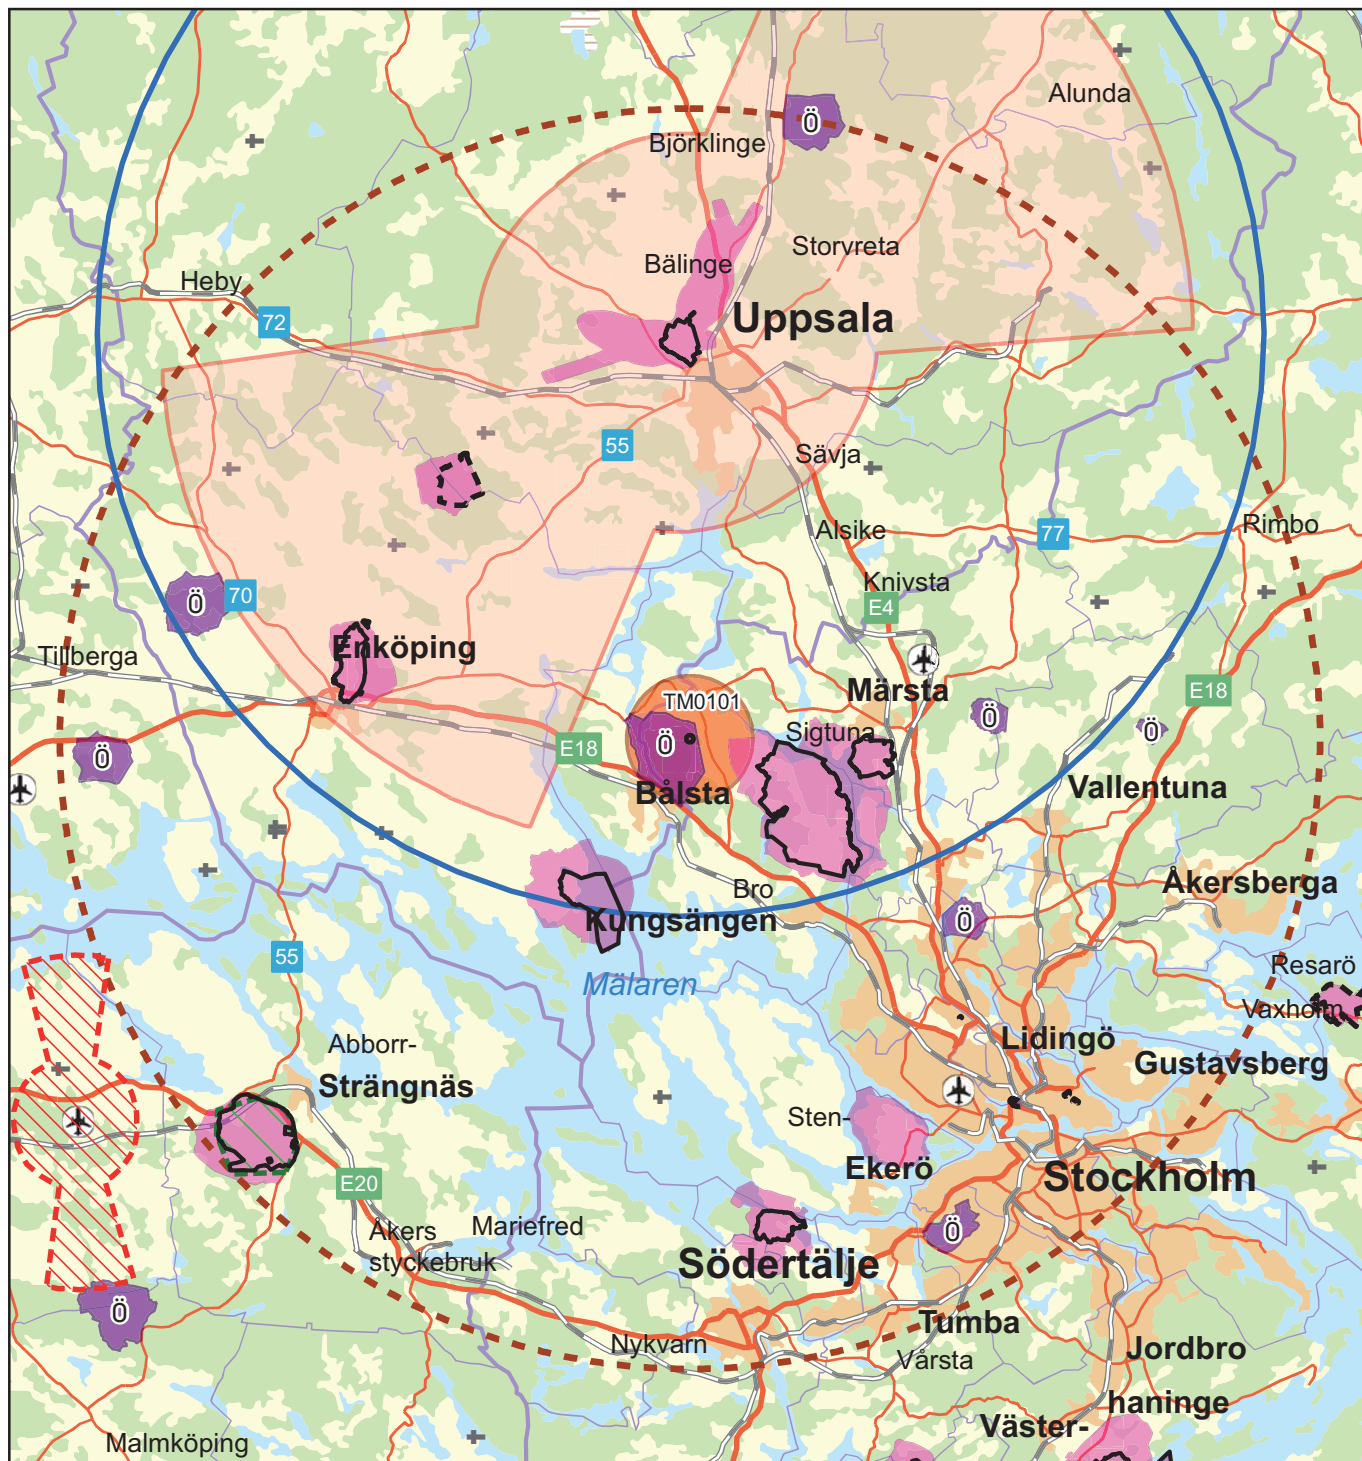 Alunda
Ö
Björklinge
Storvreta
Bälinge
Heby
72
Uppsala
55
Sävja
Rimbo
Alsike
77
Knivsta
70
Ö
E4
Enköping
Tillberga
Märsta
E18
TM0101
Ö
Sigtuna
Ö
Ö
E18
Ö
Bålsta
Vallentuna
Åkersberga
Bro
Ö
Kungsängen
55
Mälaren
Resarö
Vaxholm
Abborr-
Lidingö
Gustavsberg
Strängnäs
Sten-
Ekerö
Stockholm
E20
Åkers
styckebruk
Mariefred
Ö
Södertälje
Ö
Tumba
Nykvarn
Vårsta
Jordbro
haninge
Väster-
Malmköping